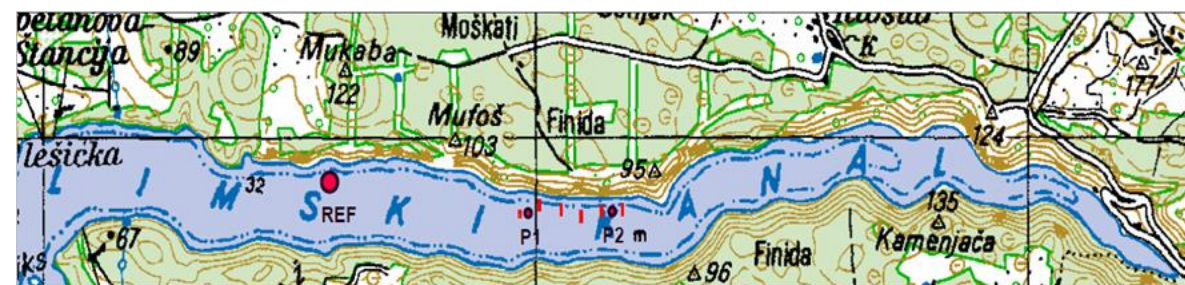 Moškati
Štancija
89
Mukaba
122
K
177
Mufoš
103
Finida
124
lešićka
95
L I M S K I K A N A L
32
REF
P1
P2 m
135
67
Kamenjača
Finida
96